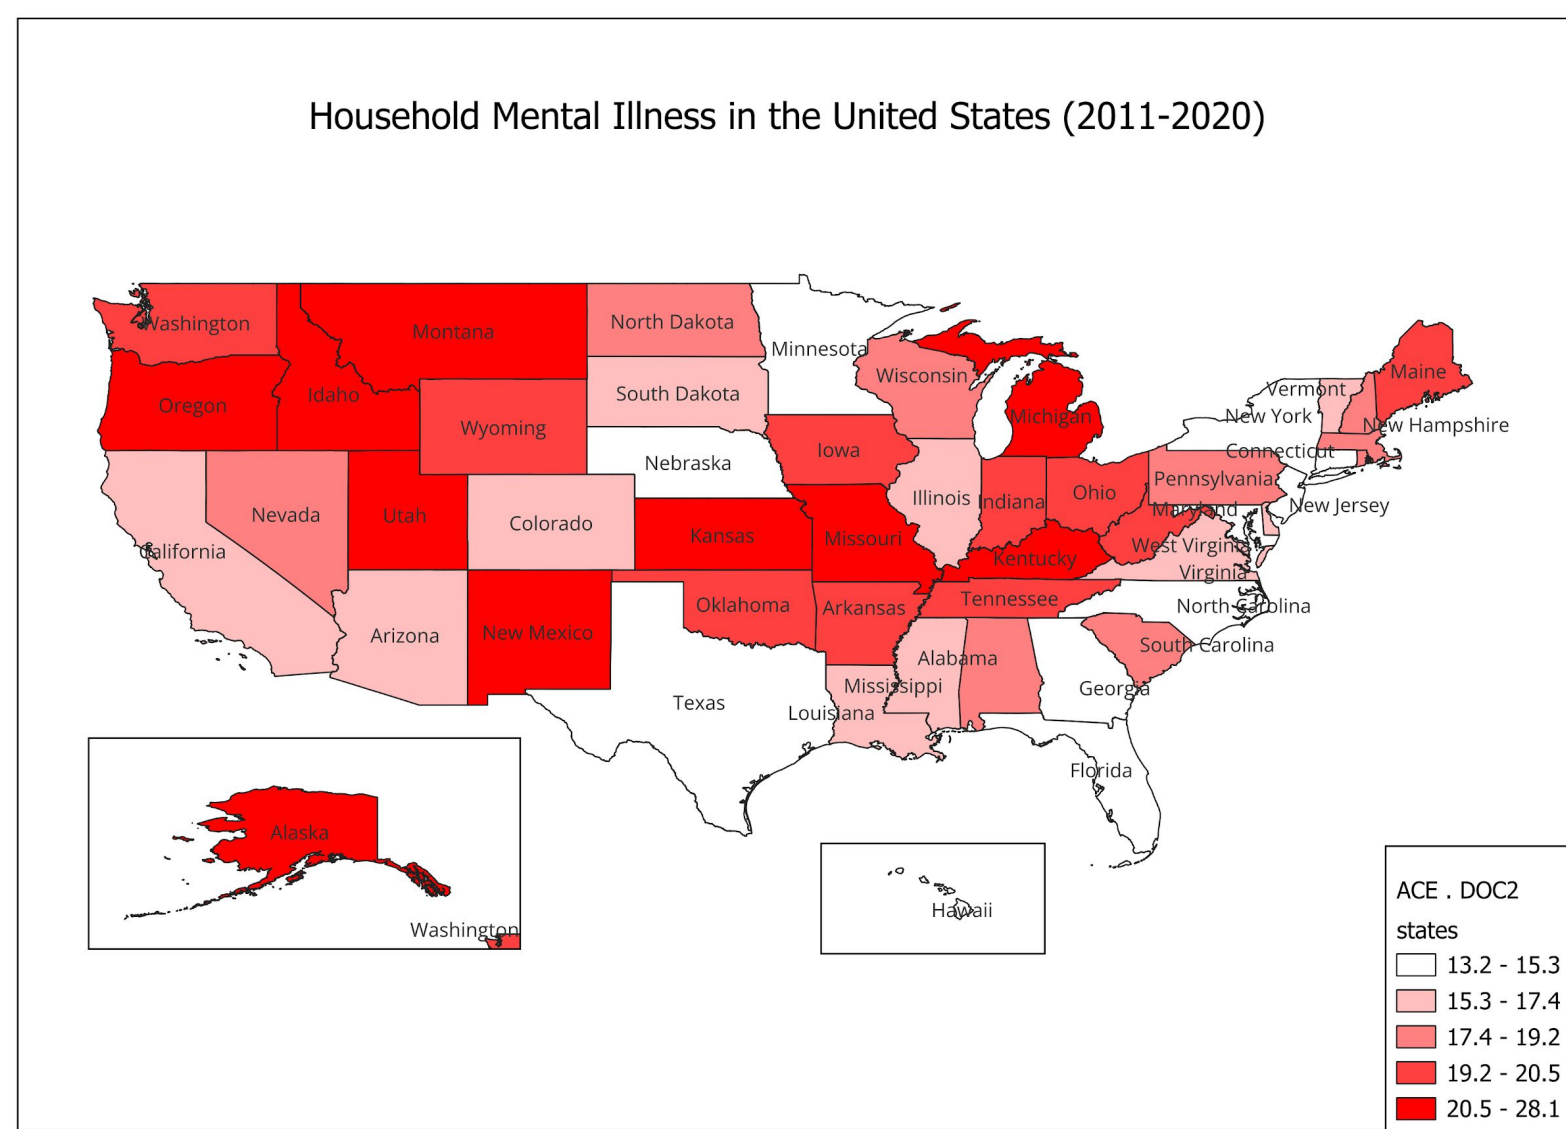 Household Mental Illness in the United States (2011-2020)
Washington
Montana
North Dakota
Minnesota
Wisconsin
Michigan
Vermont
Maine
New York
New Hampshire
Oregon
Idaho
South Dakota
Wyoming
Iowa
Connecticut
Nebraska
Pennsylvania
Illinois
Indiana
Ohio
New Jersey
Maryland
Nevada
Utah
Colorado
Kansas
Missouri
West Virginia
California
Kentucky
Virginia
Oklahoma
Arkansas
Tennessee
North Carolina
Arizona
New Mexico
South Carolina
Alabama
Mississippi
Georgia
Texas
Louisiana
Florida
Alaska
Washington
Hawaii
ACE . DOC2
states
13.2 - 15.3
15.3 - 17.4
17.4 - 19.2
19.2 - 20.5
20.5 - 28.1